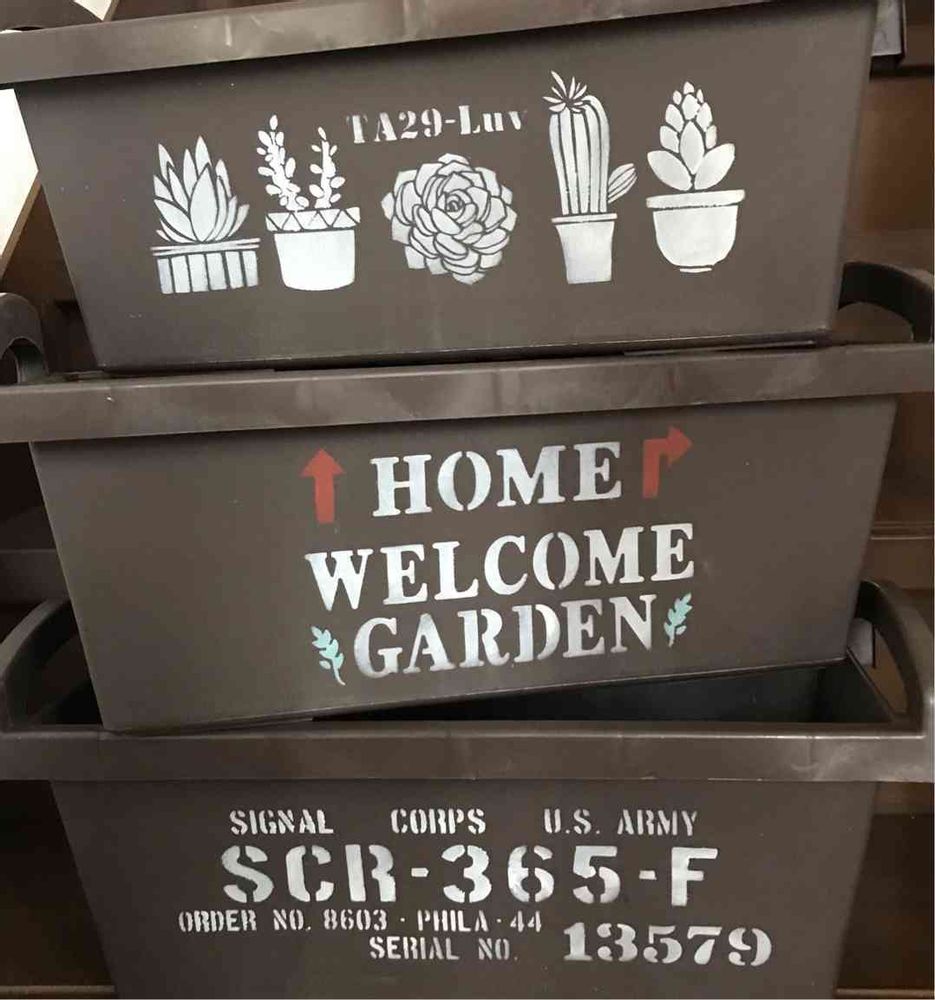 TA29-Luv
HOME
WELCOME
GARDEN
SIGNAL CORPS U.S. ARMY
SCR-365-F
ORDER NO. 8603 · PHILA · 44
SERIAL NO. 13579